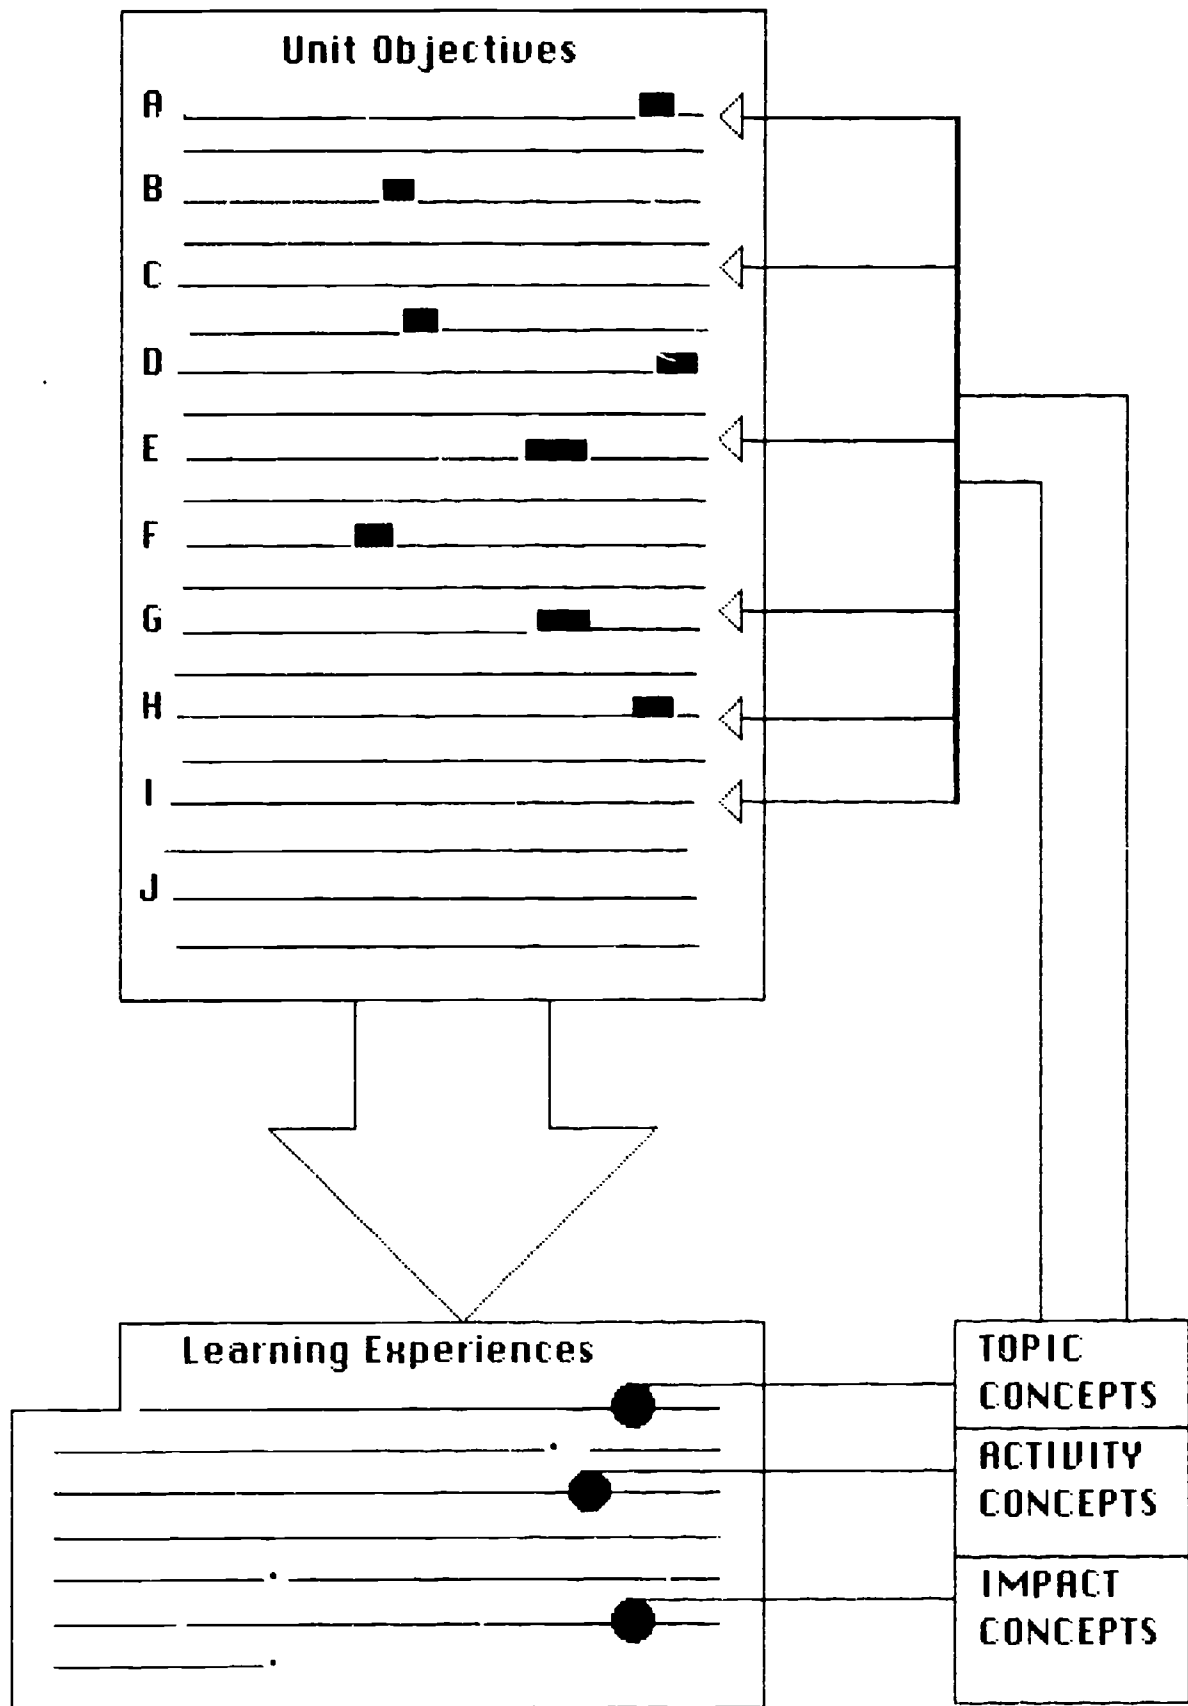 Unit Objectives
A
B
C
D
E
F
G
H
I
J
Learning Experiences
TOPIC
CONCEPTS
ACTIVITY
CONCEPTS
IMPACT
CONCEPTS